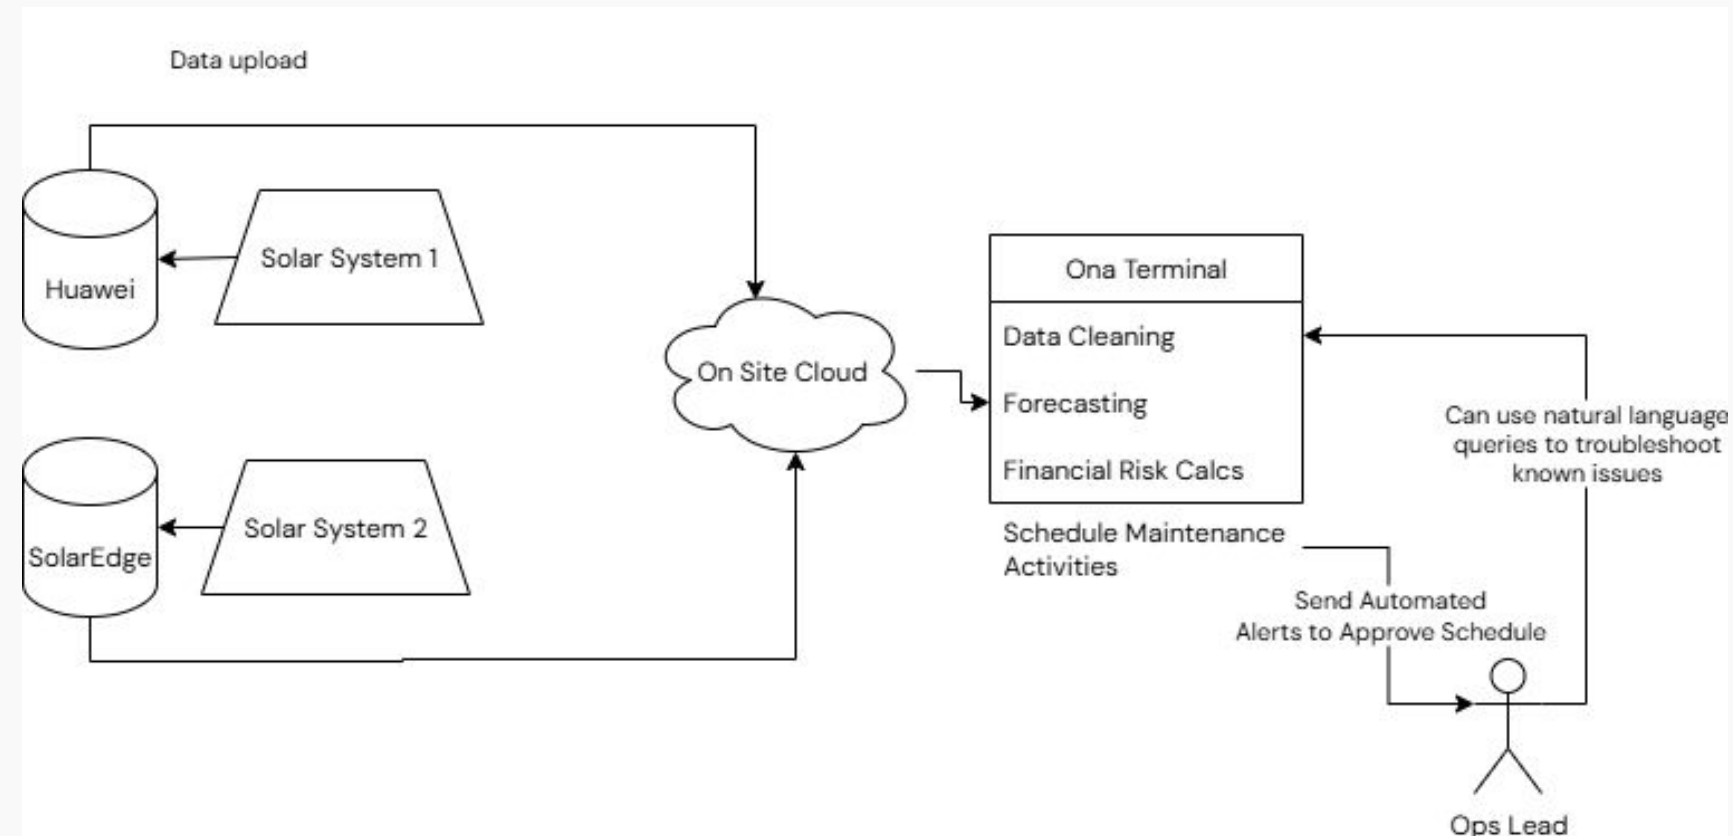 Data upload
Huawei
Solar System 1
SolarEdge
Solar System 2
On Site Cloud
Ona Terminal
Data Cleaning
Forecasting
Financial Risk Calcs
Schedule Maintenance
Activities
Can use natural language
queries to troubleshoot
known issues
Send Automated
Alerts to Approve Schedule
Ops Lead